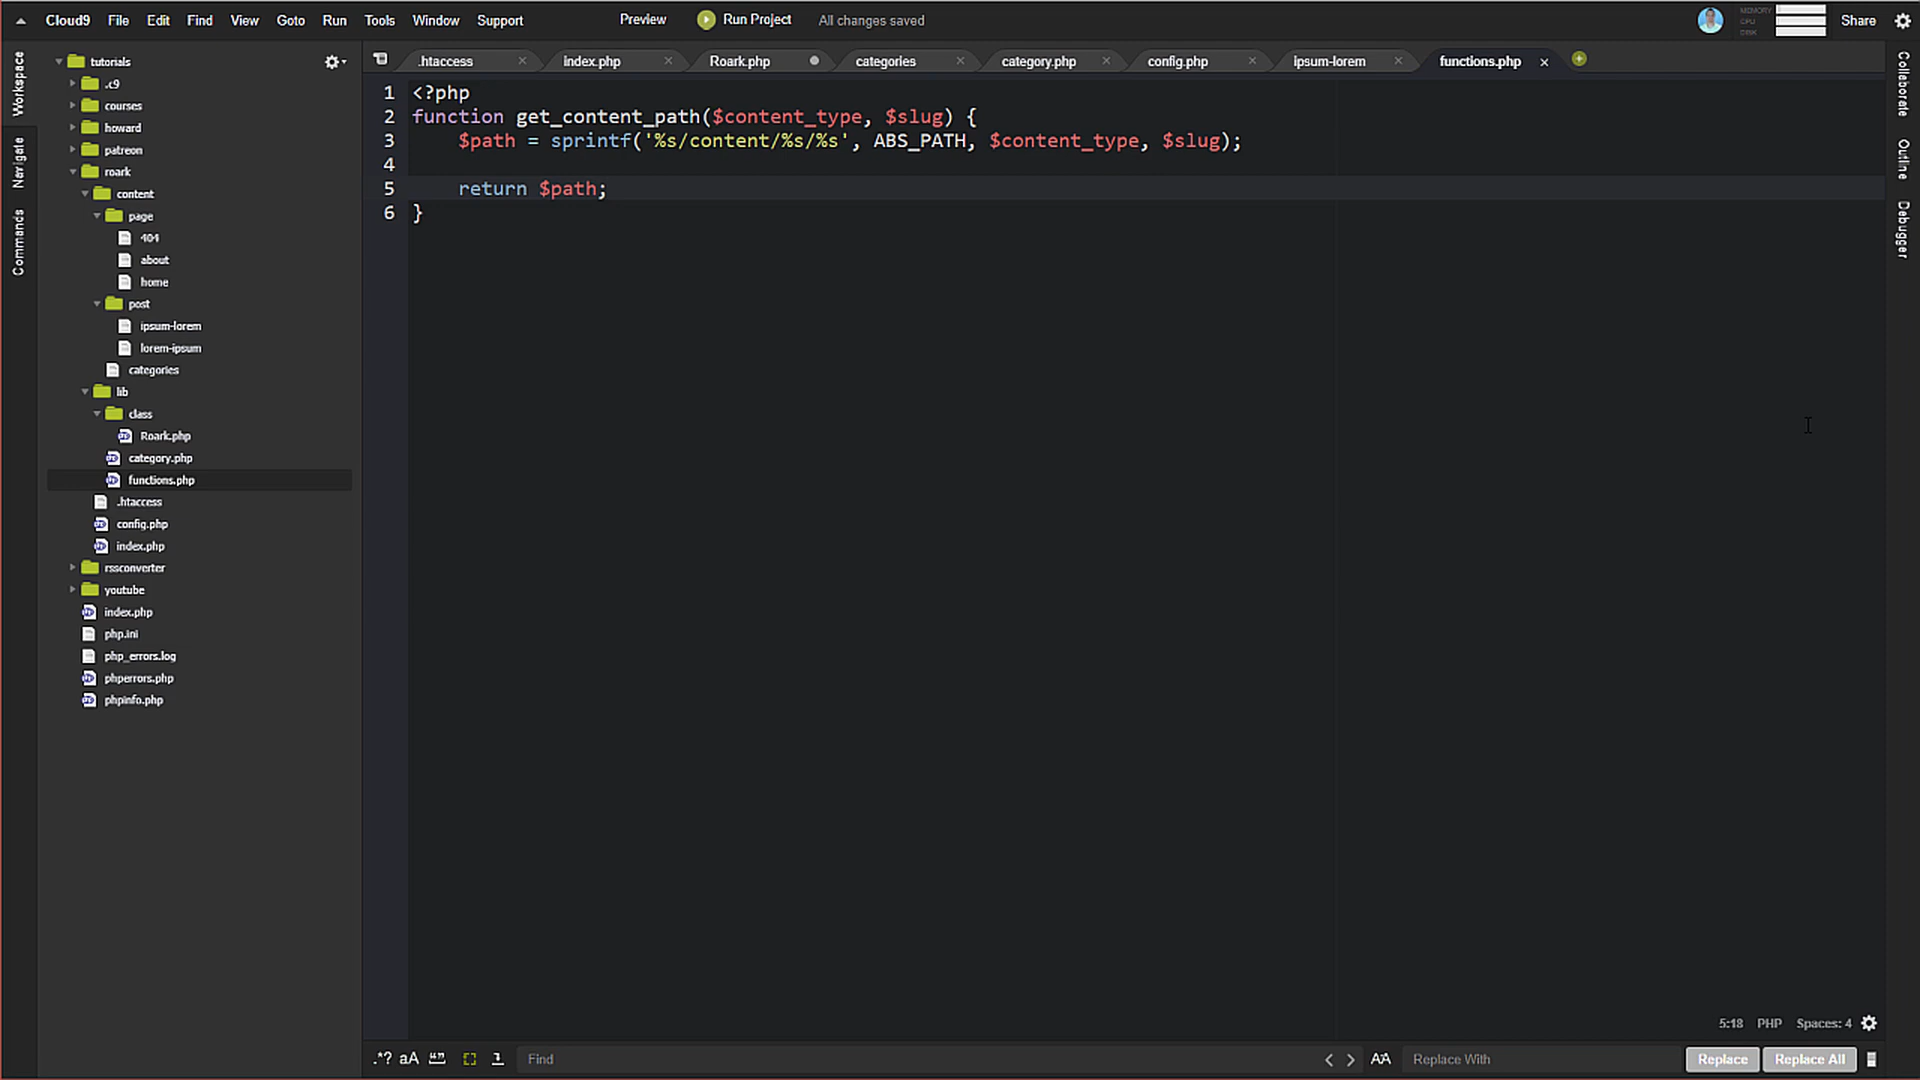 Cloud9 File Edit Find View Goto Run Tools Window Support Preview Run Project All changes saved MEMORY CPU DISK Share
Workspace
Navigate
Commands
tutorials
.c9
courses
howard
patreon
roark
content
page
404
about
home
post
ipsum-lorem
lorem-ipsum
categories
lib
class
Roark.php
category.php
functions.php
.htaccess
config.php
index.php
rssconverter
youtube
index.php
php.ini
php_errors.log
phperrors.php
phpinfo.php
.htaccess index.php Roark.php categories category.php config.php ipsum-lorem functions.php
1 <?php
2 function get_content_path($content_type, $slug) {
3     $path = sprintf('%s/content/%s/%s', ABS_PATH, $content_type, $slug);
4
5     return $path;
6 }
Collaborate
Outline
Debugger
5:18 PHP Spaces: 4
.*? aA Find AA Replace With Replace Replace All